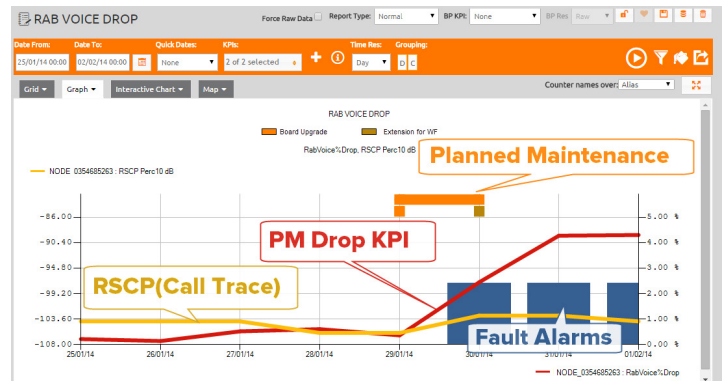 RAB VOICE DROP
Force Raw Data Report Type: Normal BP KPI: None BP Res Raw
Date From: Date To: Quick Dates: KPIs: Time Res: Grouping:
25/01/14 00:00 02/02/14 00:00 None 2 of 2 selected Day D C
Grid Graph Interactive Chart Map Counter names over: Alias
RAB VOICE DROP
Board Upgrade Extension for WF
RabVoice%Drop, RSCP Perc10 dB
Planned Maintenance
NODE_0354685263 : RSCP Perc10 dB
-86.00 5.00 %
PM Drop KPI
-90.40 4.00 %
-94.80 3.00 %
RSCP(Call Trace)
-99.20 2.00 %
-103.60 1.00 %
Fault Alarms
-108.00 0.00 %
25/01/14 26/01/14 27/01/14 28/01/14 29/01/14 30/01/14 31/01/14 01/02/14
NODE_0354685263 : RabVoice%Drop